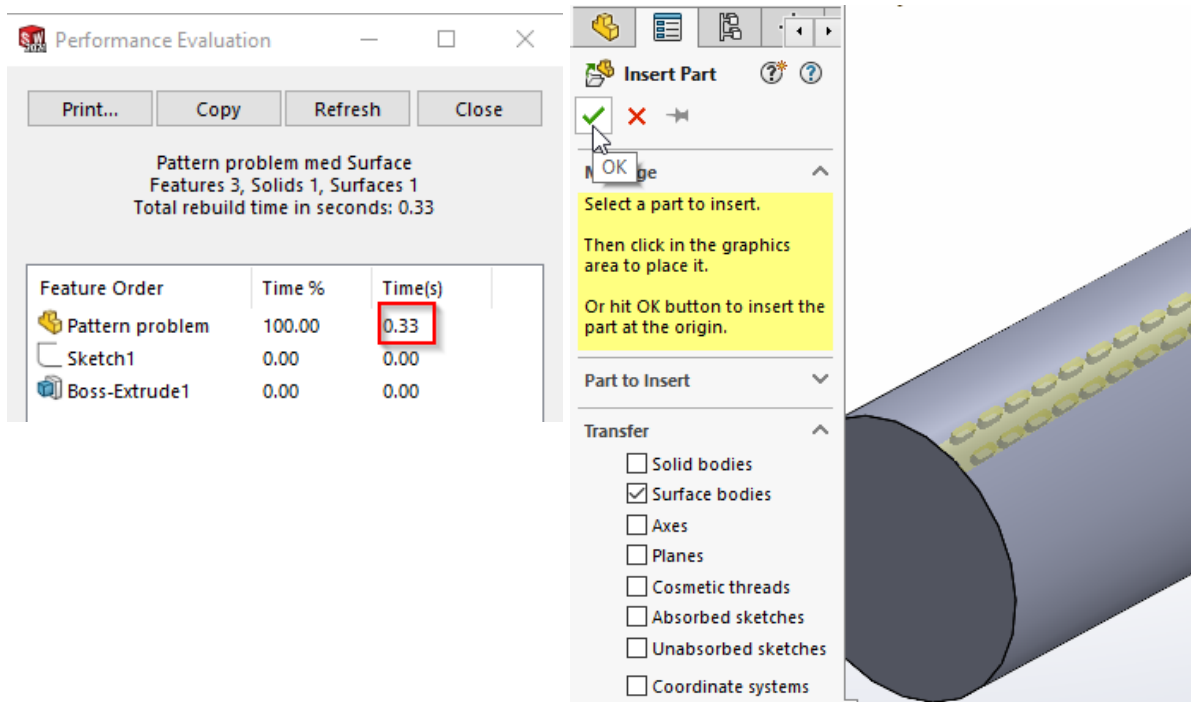 Performance Evaluation
Print...
Copy
Refresh
Close
Pattern problem med Surface
Features 3, Solids 1, Surfaces 1
Total rebuild time in seconds: 0.33
Feature Order Time % Time(s)
Pattern problem 100.00 0.33
Sketch1 0.00 0.00
Boss-Extrude1 0.00 0.00
Insert Part
OK
Select a part to insert.
Then click in the graphics
area to place it.
Or hit OK button to insert the
part at the origin.
Part to Insert
Transfer
Solid bodies
Surface bodies
Axes
Planes
Cosmetic threads
Absorbed sketches
Unabsorbed sketches
Coordinate systems